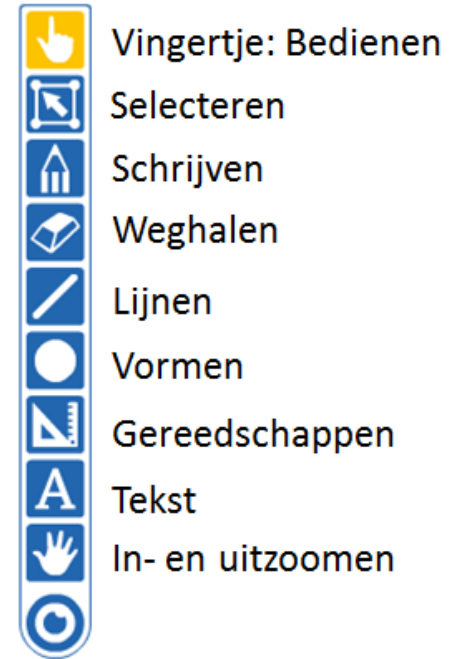 Vingertje: Bedienen
Selecteren
Schrijven
Weghalen
Lijnen
Vormen
Gereedschappen
A Tekst
In- en uitzoomen